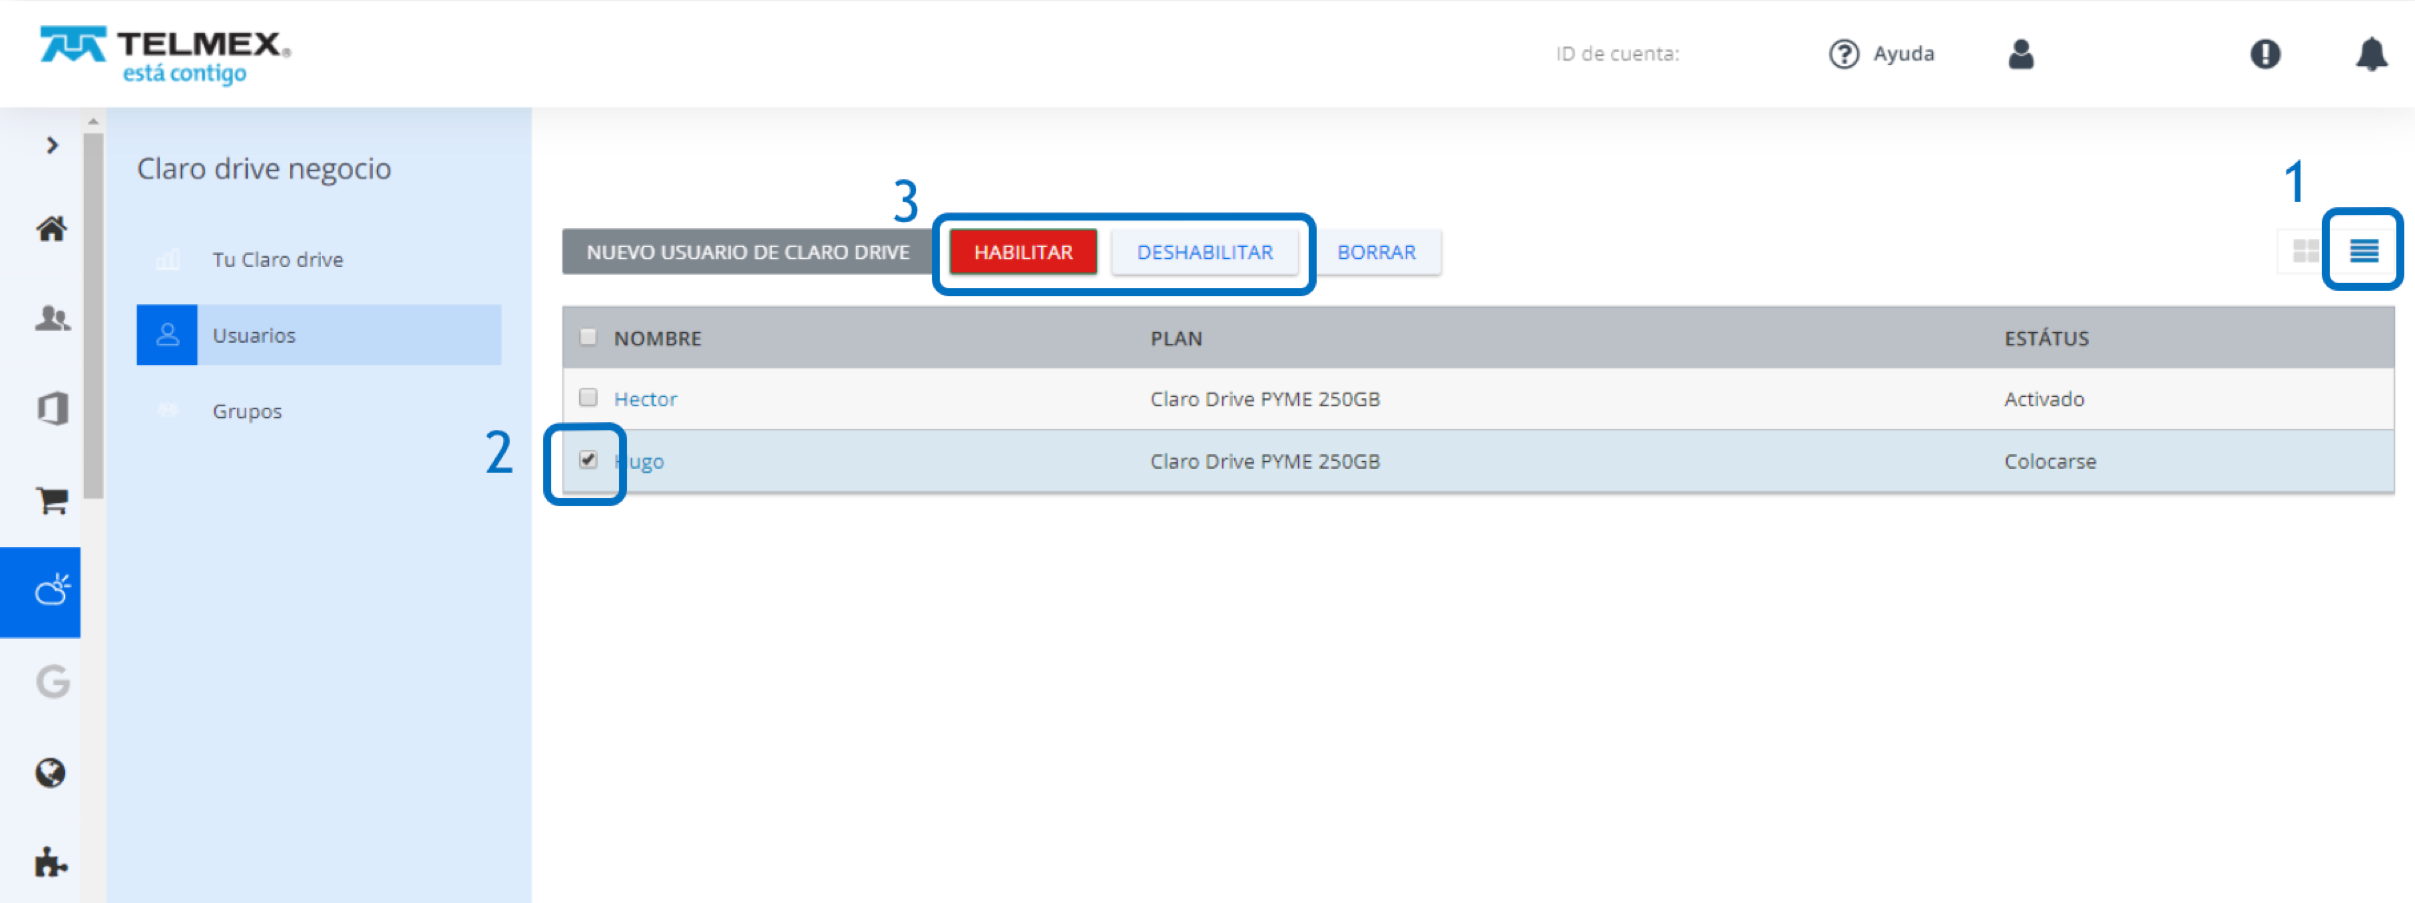 TELMEX®
está contigo
ID de cuenta:
Ayuda
Claro drive negocio
Tu Claro drive
Usuarios
Grupos
1
3
NUEVO USUARIO DE CLARO DRIVE HABILITAR DESHABILITAR BORRAR
NOMBRE PLAN ESTÁTUS
Hector Claro Drive PYME 250GB Activado
2
Hugo Claro Drive PYME 250GB Colocarse